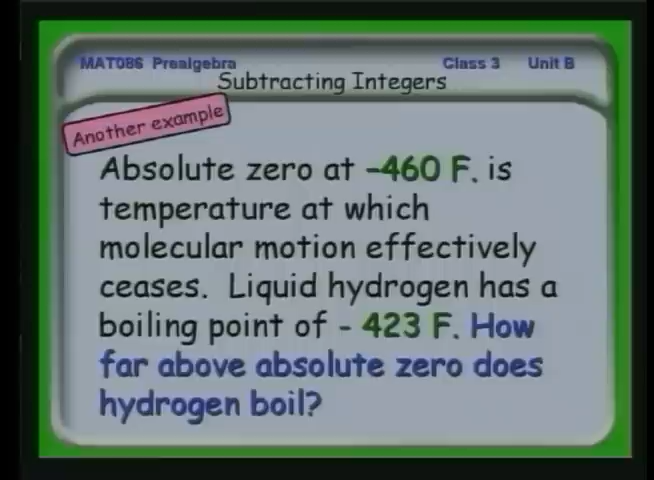 MAT086 Prealgebra Class 3 Unit B
Subtracting Integers
Another example
Absolute zero at -460 F. is
temperature at which
molecular motion effectively
ceases. Liquid hydrogen has a
boiling point of - 423 F. How
far above absolute zero does
hydrogen boil?